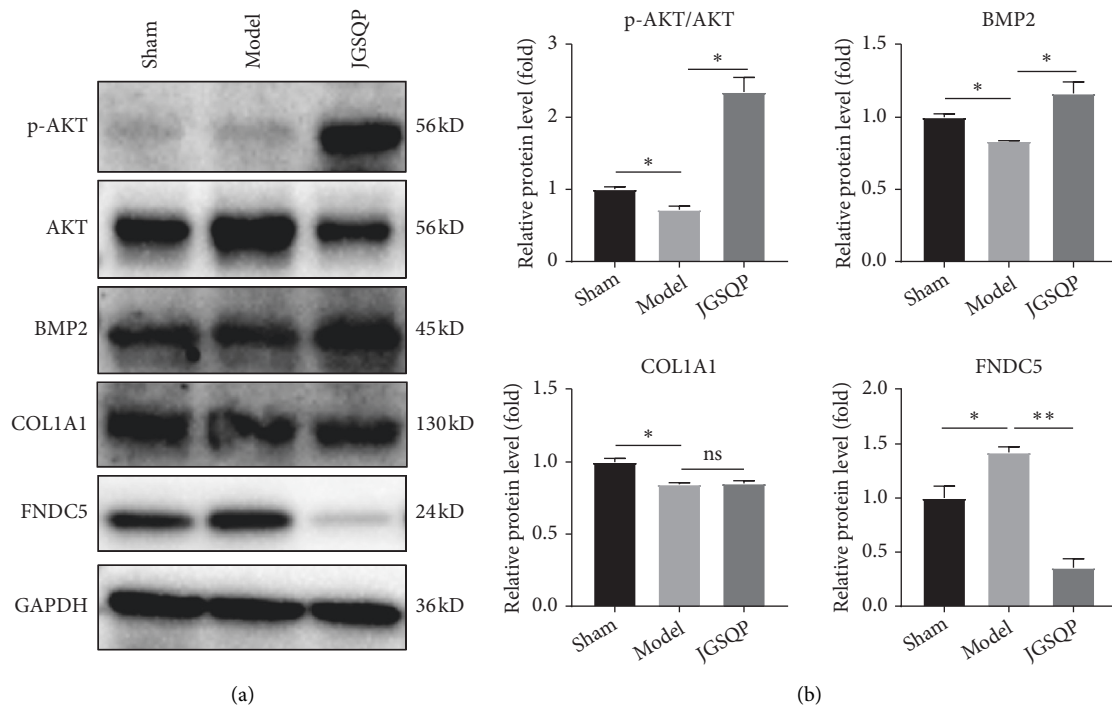 Sham
Model
JGSQP
p-AKT
56kD
AKT
56kD
BMP2
45kD
COL1A1
130kD
FNDC5
24kD
GAPDH
36kD
(a)
p-AKT/AKT
Relative protein level (fold)
3
2
1
0
*
*
Sham
Model
JGSQP
BMP2
Relative protein level (fold)
1.5
1.0
0.5
0.0
*
*
Sham
Model
JGSQP
COL1A1
Relative protein level (fold)
1.5
1.0
0.5
0.0
*
ns
Sham
Model
JGSQP
FNDC5
Relative protein level (fold)
2.0
1.5
1.0
0.5
0.0
*
**
Sham
Model
JGSQP
(b)